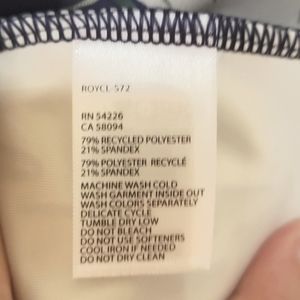 ROYCL 572
RN 54226
CA 58094
79% RECYCLED POLYESTER
21% SPANDEX
79% POLYESTER RECYCLÉ
21% SPANDEX
MACHINE WASH COLD
WASH GARMENT INSIDE OUT
WASH COLORS SEPARATELY
DELICATE CYCLE
TUMBLE DRY LOW
DO NOT BLEACH
DO NOT USE SOFTENERS
COOL IRON IF NEEDED
DO NOT DRY CLEAN